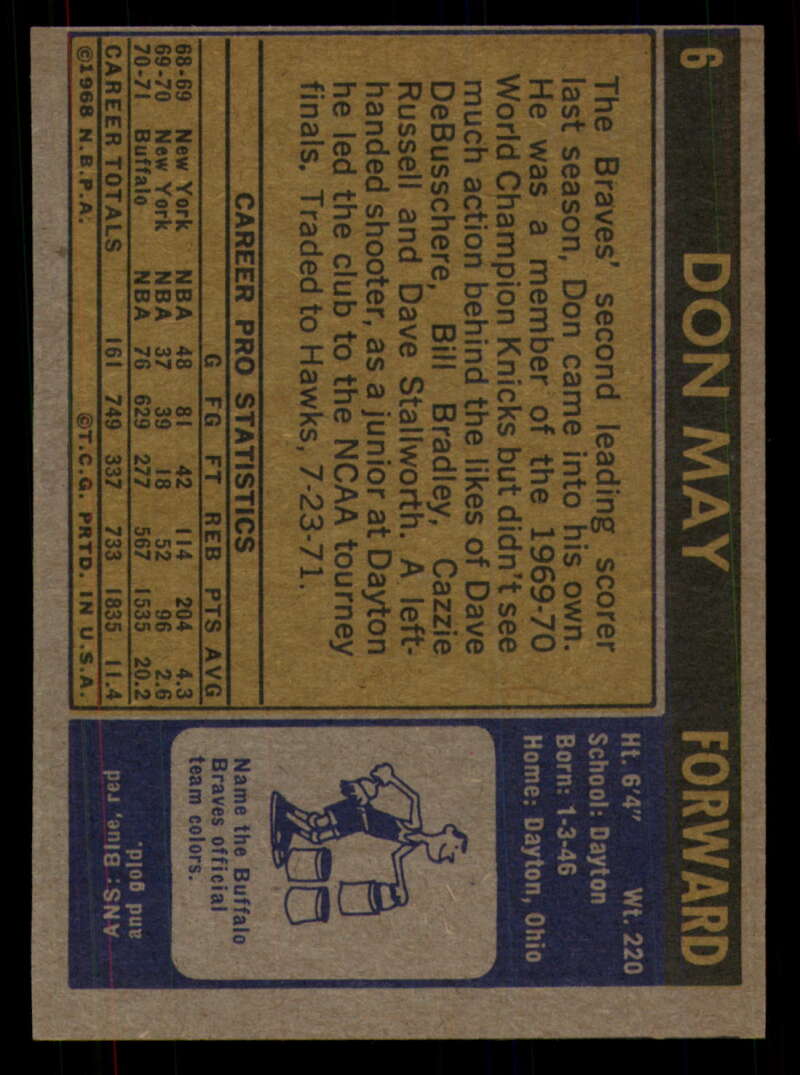 6 DON MAY FORWARD
The Braves' second leading scorer
last season, Don came into his own.
He was a member of the 1969-70
World Champion Knicks but didn't see
much action behind the likes of Dave
DeBusschere, Bill Bradley, Cazzie
Russell and Dave Stallworth. A left-
handed shooter, as a junior at Dayton
he led the club to the NCAA tourney
finals. Traded to Hawks, 7-23-71.
CAREER PRO STATISTICS
G FG FT REB PTS AVG
68-69 New York NBA 48 81 42 114 204 4.3
69-70 New York NBA 37 39 18 52 96 2.6
70-71 Buffalo NBA 76 629 277 567 1535 20.2
CAREER TOTALS 161 749 337 733 1835 11.4
©1968 N.B.P.A. ©T.C.G. PRTD. IN U.S.A.
Ht. 6'4" Wt. 220
School: Dayton
Born: 1-3-46
Home: Dayton, Ohio
Name the Buffalo
Braves official
team colors.
ANS: Blue, red
and gold.